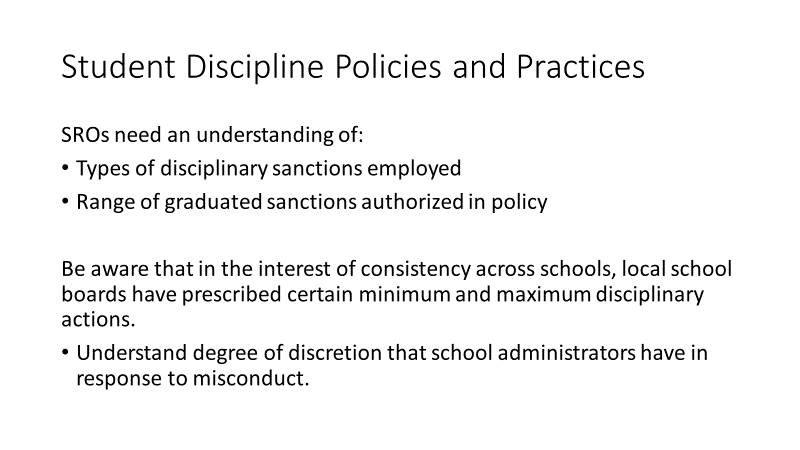 Student Discipline Policies and Practices
SROs need an understanding of:
• Types of disciplinary sanctions employed
• Range of graduated sanctions authorized in policy
Be aware that in the interest of consistency across schools, local school
boards have prescribed certain minimum and maximum disciplinary
actions.
• Understand degree of discretion that school administrators have in
response to misconduct.